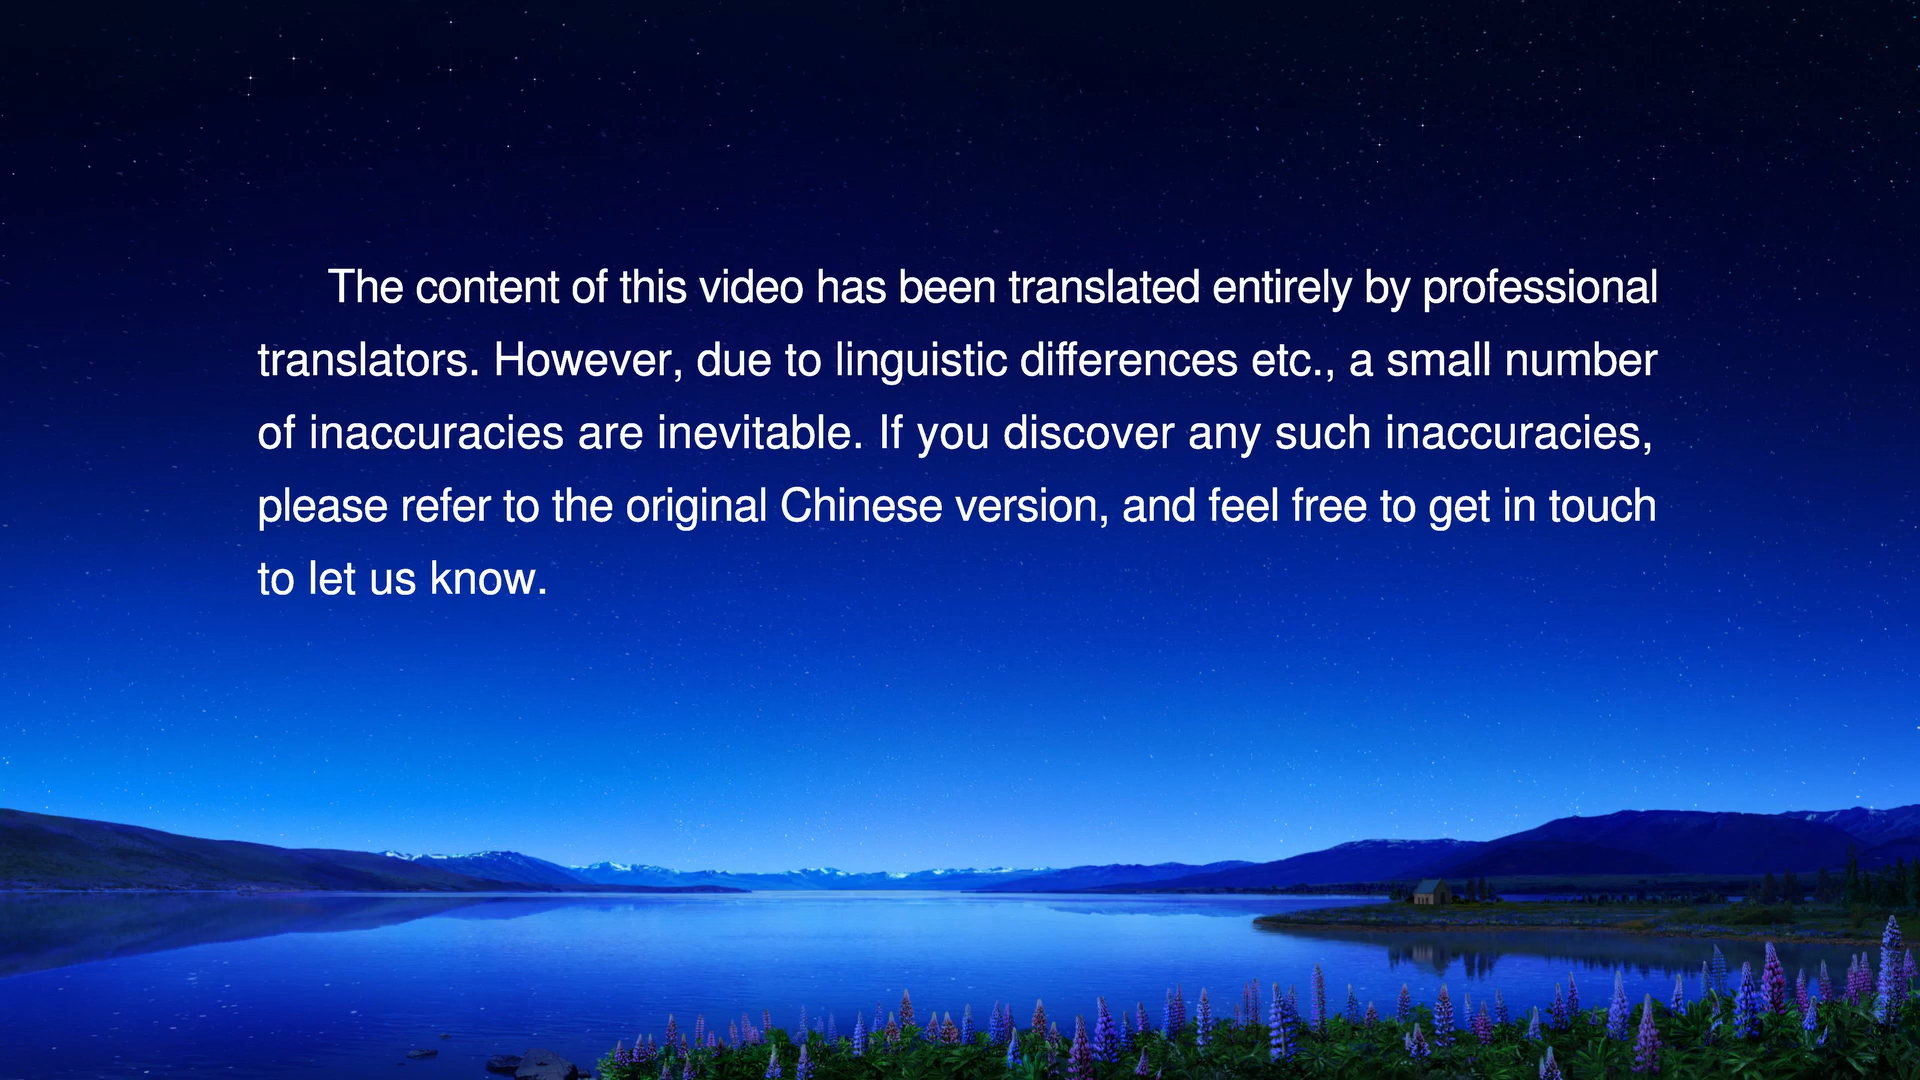 The content of this video has been translated entirely by professional
translators. However, due to linguistic differences etc., a small number
of inaccuracies are inevitable. If you discover any such inaccuracies,
please refer to the original Chinese version, and feel free to get in touch
to let us know.